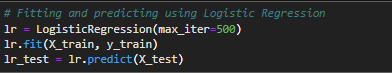 # Fitting and predicting using Logistic Regression
lr = LogisticRegression(max_iter=500)
lr.fit(X_train, y_train)
lr_test = lr.predict(X_test)